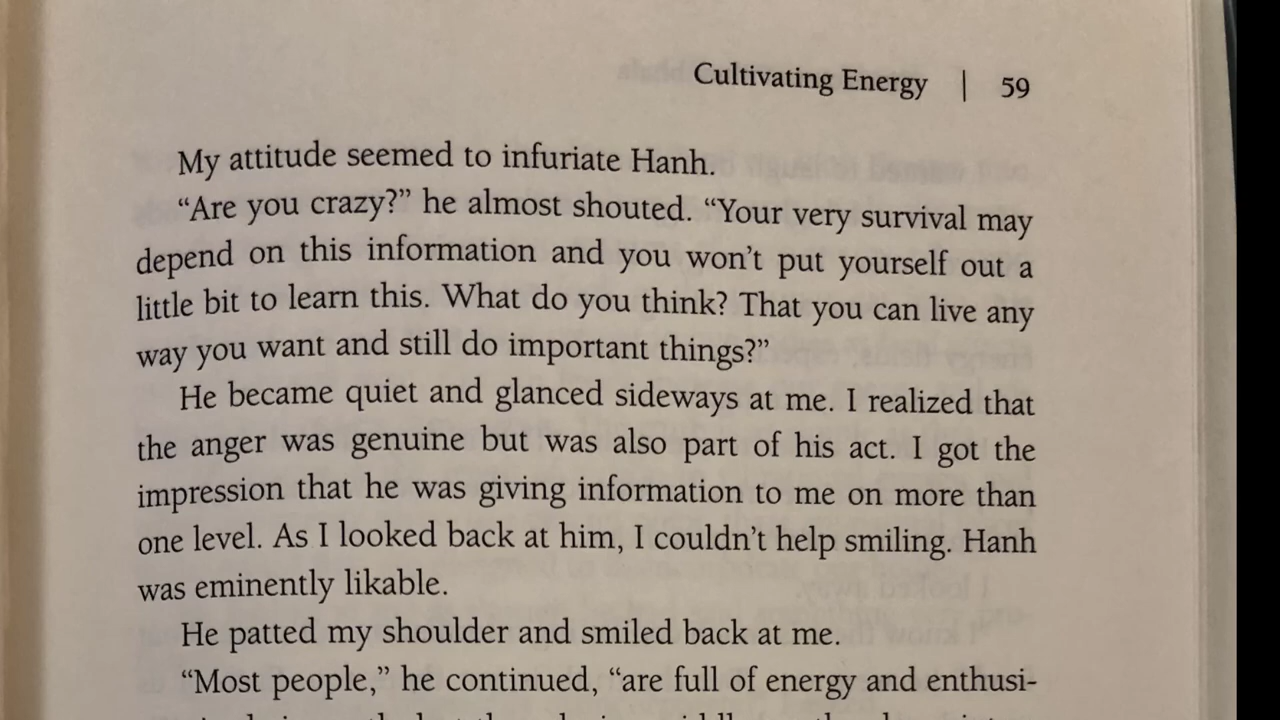 Cultivating Energy | 59
My attitude seemed to infuriate Hanh.
“Are you crazy?” he almost shouted. “Your very survival may
depend on this information and you won’t put yourself out a
little bit to learn this. What do you think? That you can live any
way you want and still do important things?”
He became quiet and glanced sideways at me. I realized that
the anger was genuine but was also part of his act. I got the
impression that he was giving information to me on more than
one level. As I looked back at him, I couldn’t help smiling. Hanh
was eminently likable.
He patted my shoulder and smiled back at me.
“Most people,” he continued, “are full of energy and enthusi-